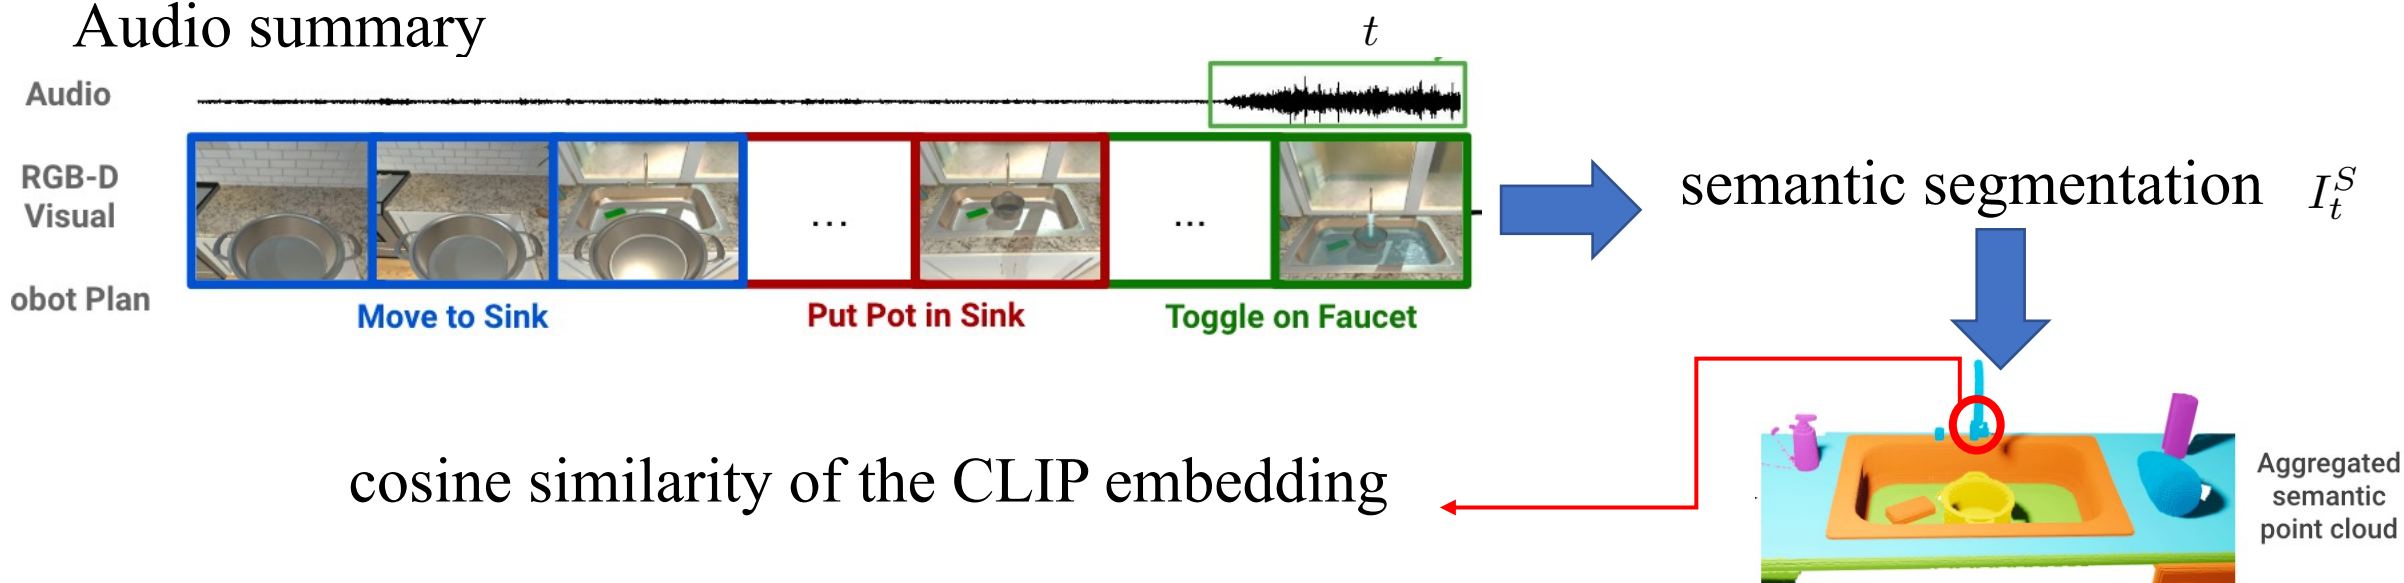 Audio summary
t
Audio
RGB-D
Visual
...
...
semantic segmentation I_t^S
obot Plan
Move to Sink
Put Pot in Sink
Toggle on Faucet
cosine similarity of the CLIP embedding
Aggregated
semantic
point cloud